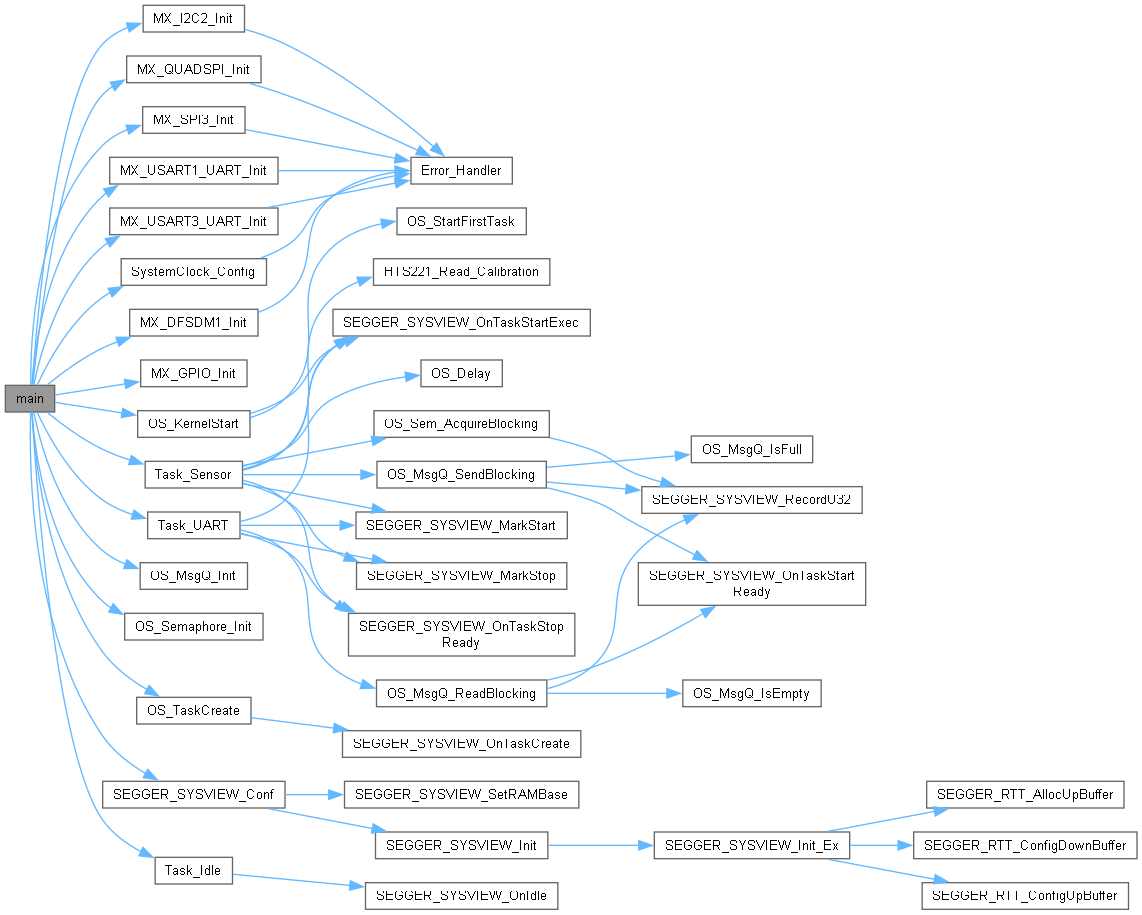 MX_I2C2_Init
MX_QUADSPI_Init
MX_SPI3_Init
MX_USART1_UART_Init
Error_Handler
MX_USART3_UART_Init
OS_StartFirstTask
SystemClock_Config
HTS221_Read_Calibration
MX_DFSDM1_Init
SEGGER_SYSVIEW_OnTaskStartExec
MX_GPIO_Init
OS_Delay
main
OS_KernelStart
OS_Sem_AcquireBlocking
OS_MsgQ_IsFull
Task_Sensor
OS_MsgQ_SendBlocking
SEGGER_SYSVIEW_RecordU32
Task_UART
SEGGER_SYSVIEW_MarkStart
OS_MsgQ_Init
SEGGER_SYSVIEW_MarkStop
SEGGER_SYSVIEW_OnTaskStart
Ready
OS_Semaphore_Init
SEGGER_SYSVIEW_OnTaskStop
Ready
OS_MsgQ_ReadBlocking
OS_MsgQ_IsEmpty
OS_TaskCreate
SEGGER_SYSVIEW_OnTaskCreate
SEGGER_SYSVIEW_Conf
SEGGER_SYSVIEW_SetRAMBase
SEGGER_RTT_AllocUpBuffer
SEGGER_SYSVIEW_Init
SEGGER_SYSVIEW_Init_Ex
SEGGER_RTT_ConfigDownBuffer
Task_Idle
SEGGER_SYSVIEW_OnIdle
SEGGER_RTT_ConfigUpBuffer